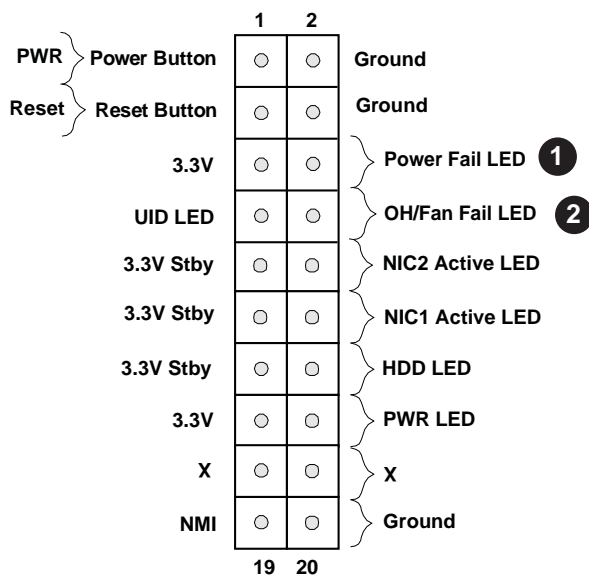 1 2
PWR Power Button Ground
Reset Reset Button Ground
3.3V Power Fail LED 1
UID LED OH/Fan Fail LED 2
3.3V Stby NIC2 Active LED
3.3V Stby NIC1 Active LED
3.3V Stby HDD LED
3.3V PWR LED
X X
NMI Ground
19 20